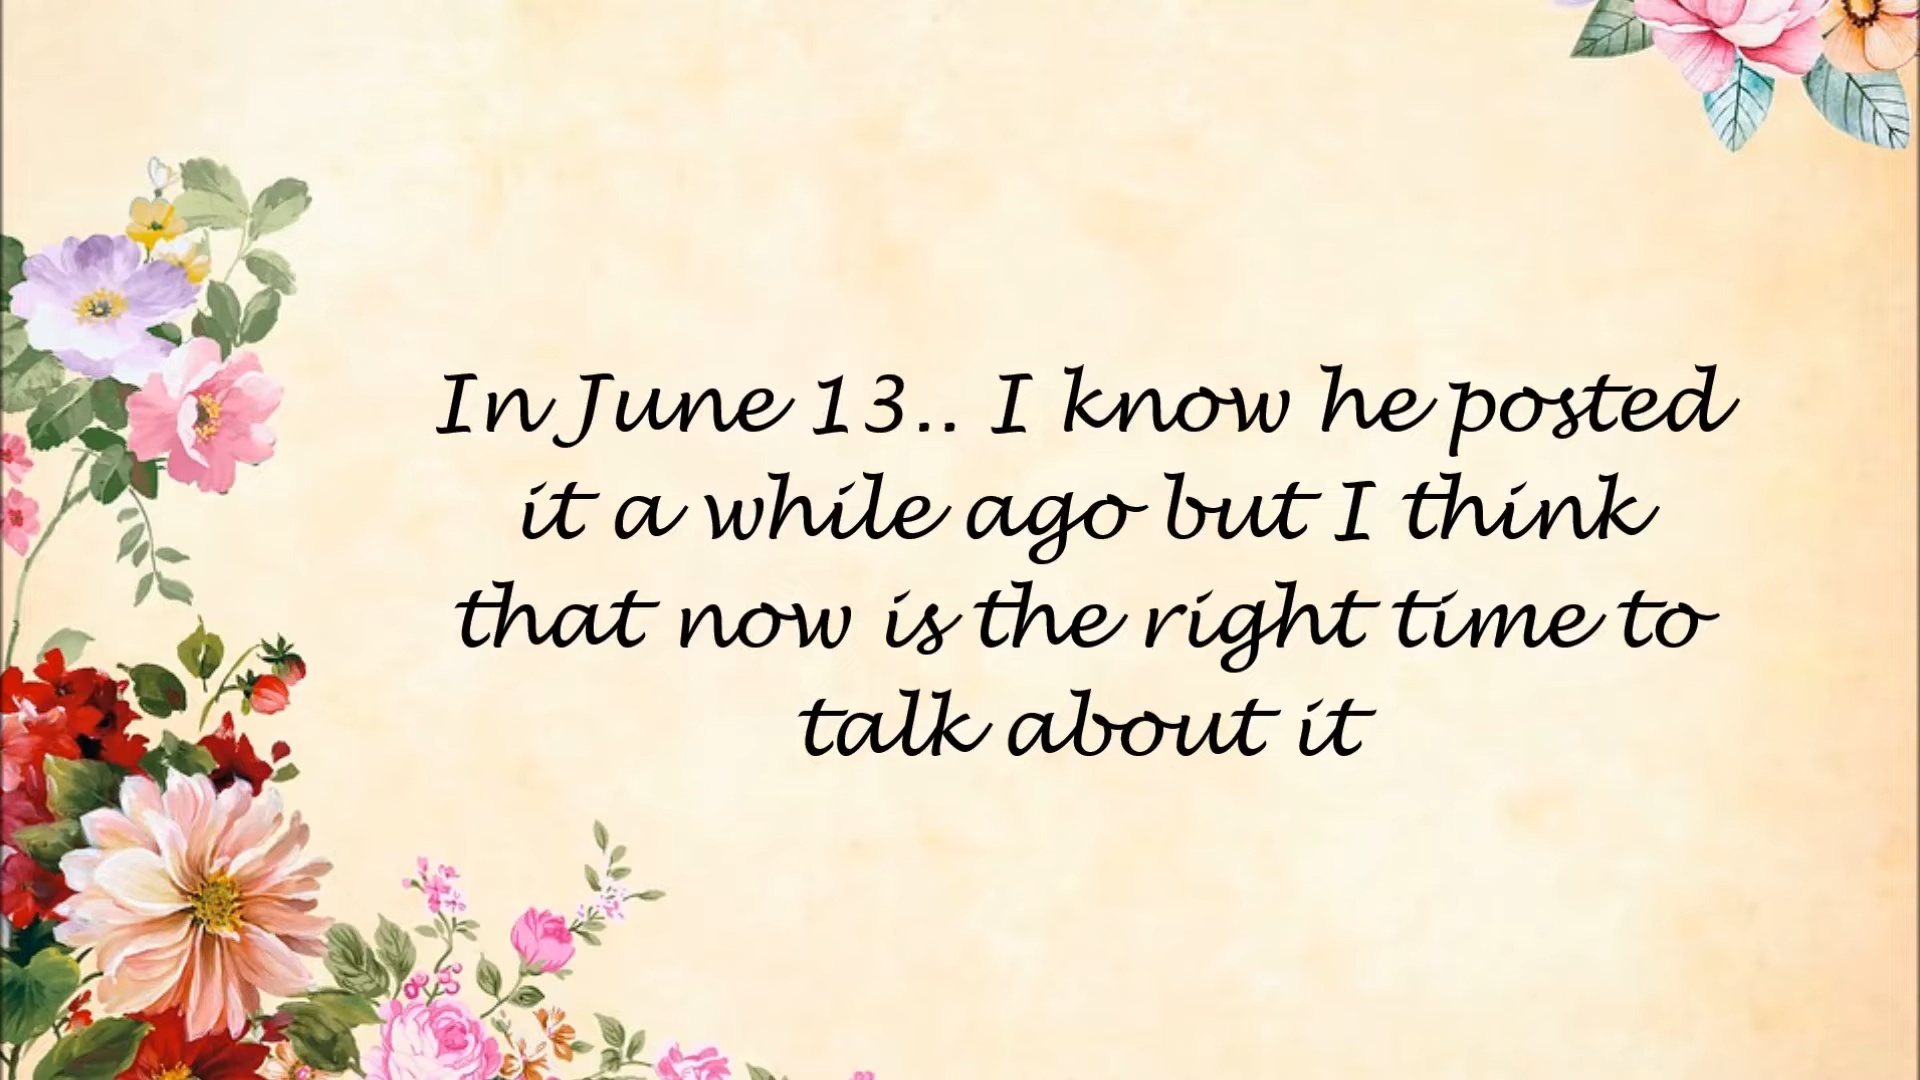 In June 13.. I know he posted
it a while ago but I think
that now is the right time to
talk about it